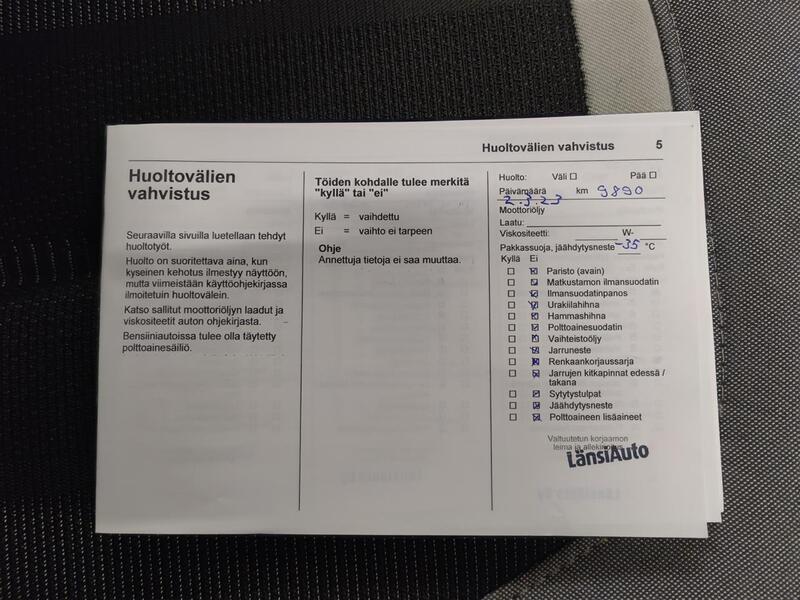 Huoltovälien vahvistus 5
Huoltovälien
vahvistus
Seuraavilla sivuilla luetellaan tehdyt
huoltotyöt.
Huolto on suoritettava aina, kun
kyseinen kehotus ilmestyy näyttöön,
mutta viimeistään käyttöohjekirjassa
ilmoitetuin huoltovälein.
Katso sallitut moottoriöljyn laadut ja
viskositeetit auton ohjekirjasta.
Bensiiniautoissa tulee olla täytetty
polttoainesäiliö.
Töiden kohdalle tulee merkitä
"kyllä" tai "ei"
Kyllä = vaihdettu
Ei = vaihto ei tarpeen
Ohje
Annettuja tietoja ei saa muuttaa.
Huolto: Väli Pää
Päivämäärä km 9890
2.3.23
Moottoriöljy
Laatu:
Viskositeetti: W-
Pakkassuoja, jäähdytysneste -35 °C
Kyllä Ei
Paristo (avain)
Matkustamon ilmansuodatin
Ilmansuodatinpanos
Urakiilahihna
Hammashihna
Polttoainesuodatin
Vaihteistoöljy
Jarruneste
Renkaankorjaussarja
Jarrujen kitkapinnat edessä /
takana
Sytytystulpat
Jäähdytysneste
Polttoaineen lisäaineet
Valtuutetun korjaamon
leima ja allekirjoitus
LänsiAuto